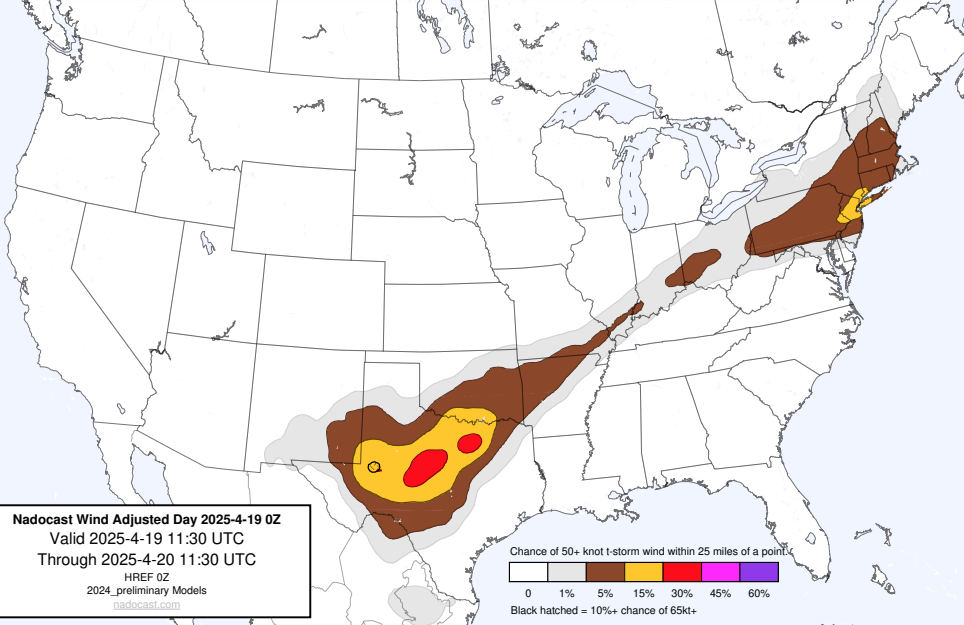 Nadocast Wind Adjusted Day 2025-4-19 0Z
Valid 2025-4-19 11:30 UTC
Through 2025-4-20 11:30 UTC
HREF 0Z
2024_preliminary Models
nadocast.com
Chance of 50+ knot t-storm wind within 25 miles of a point.
0 1% 5% 15% 30% 45% 60%
Black hatched = 10%+ chance of 65kt+